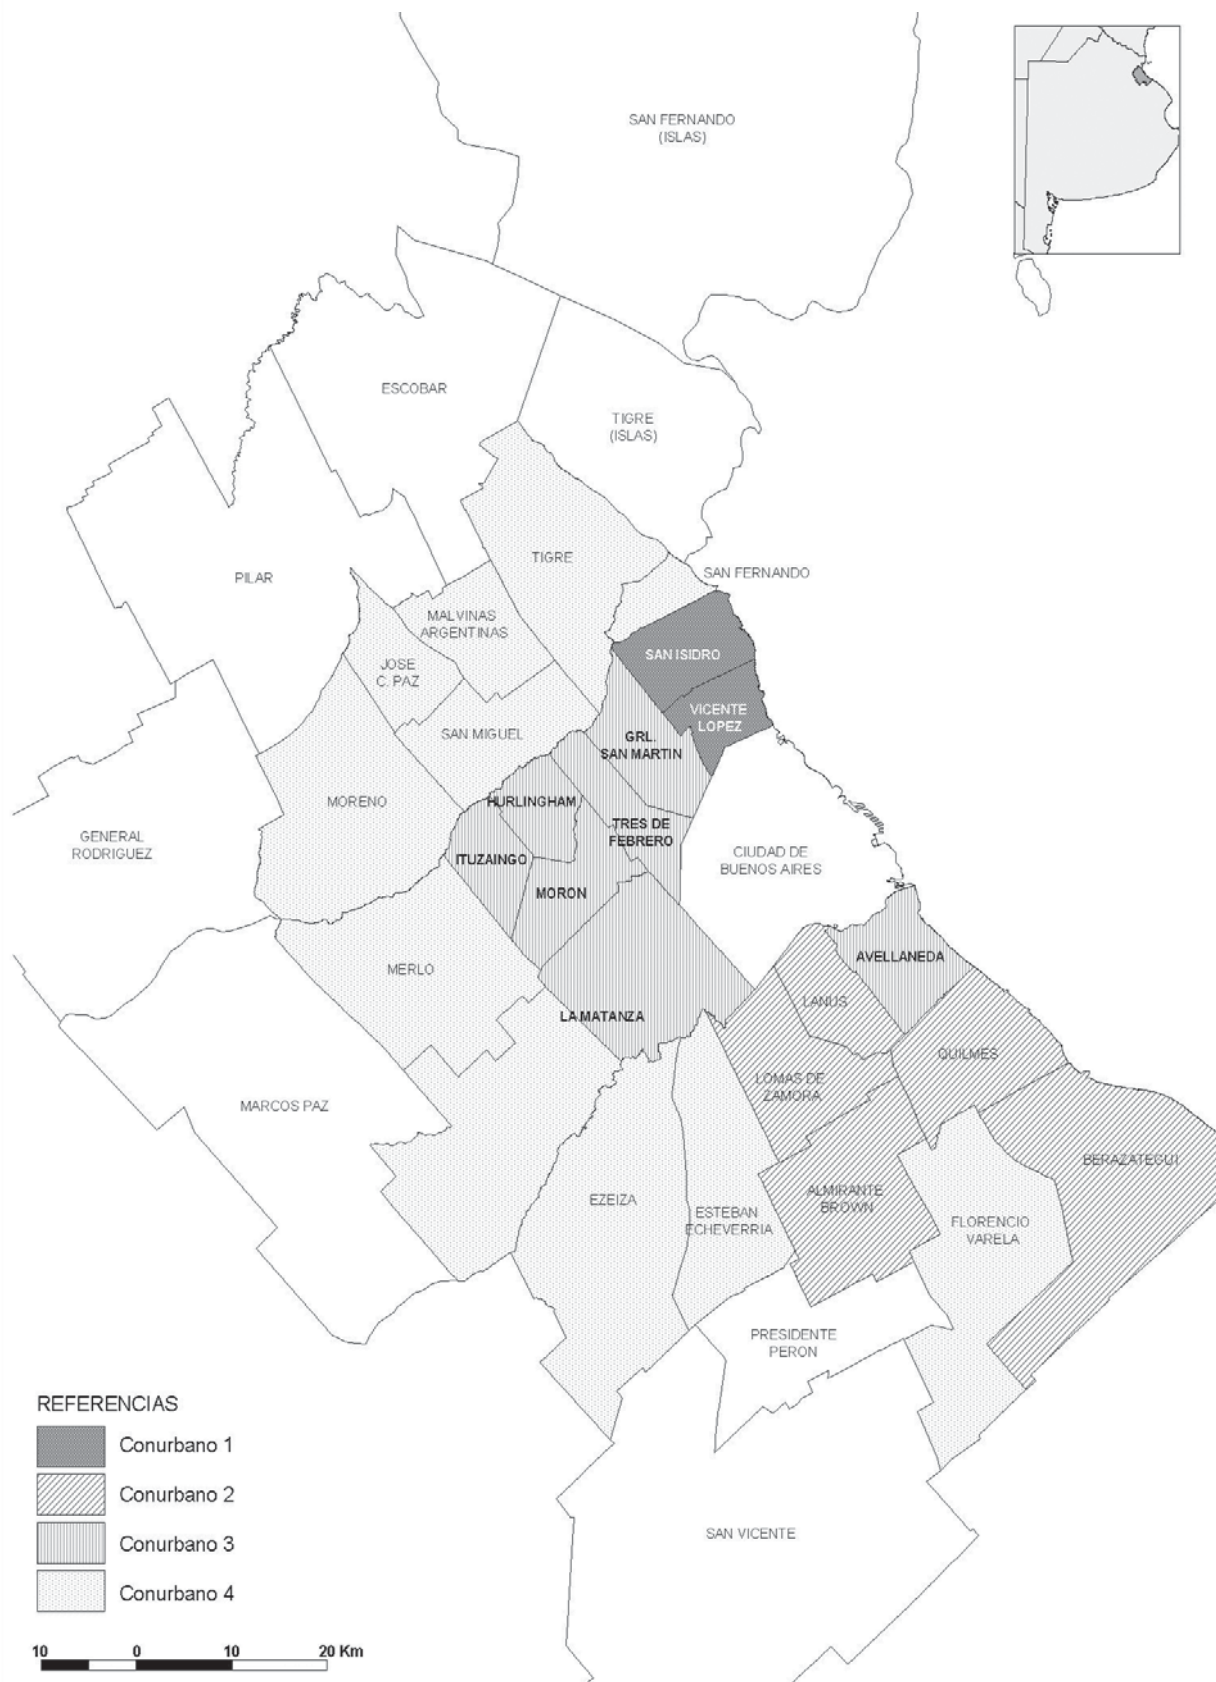 SAN FERNANDO
(ISLAS)
ESCOBAR
TIGRE
(ISLAS)
TIGRE
SAN FERNANDO
PILAR
MALVINAS
ARGENTINAS
SAN ISIDRO
JOSE
C. PAZ
VICENTE
LOPEZ
SAN MIGUEL
GRL.
SAN MARTIN
MORENO
HURLINGHAM
GENERAL
RODRIGUEZ
TRES DE
FEBRERO
ITUZAINGO
CIUDAD DE
BUENOS AIRES
MORON
MERLO
AVELLANEDA
LANUS
LA MATANZA
QUILMES
LOMAS DE
ZAMORA
MARCOS PAZ
BERAZATEGUI
EZEIZA
ALMIRANTE
BROWN
ESTEBAN
ECHEVERRIA
FLORENCIO
VARELA
PRESIDENTE
PERON
SAN VICENTE
REFERENCIAS
Conurbano 1
Conurbano 2
Conurbano 3
Conurbano 4
10 0 10 20 Km